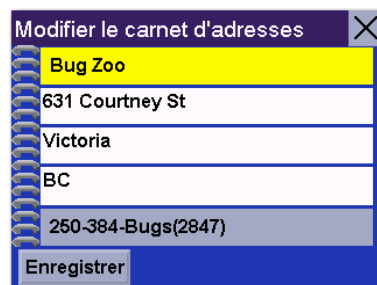 Modifier le carnet d'adresses
Bug Zoo
631 Courtney St
Victoria
BC
250-384-Bugs(2847)
Enregistrer